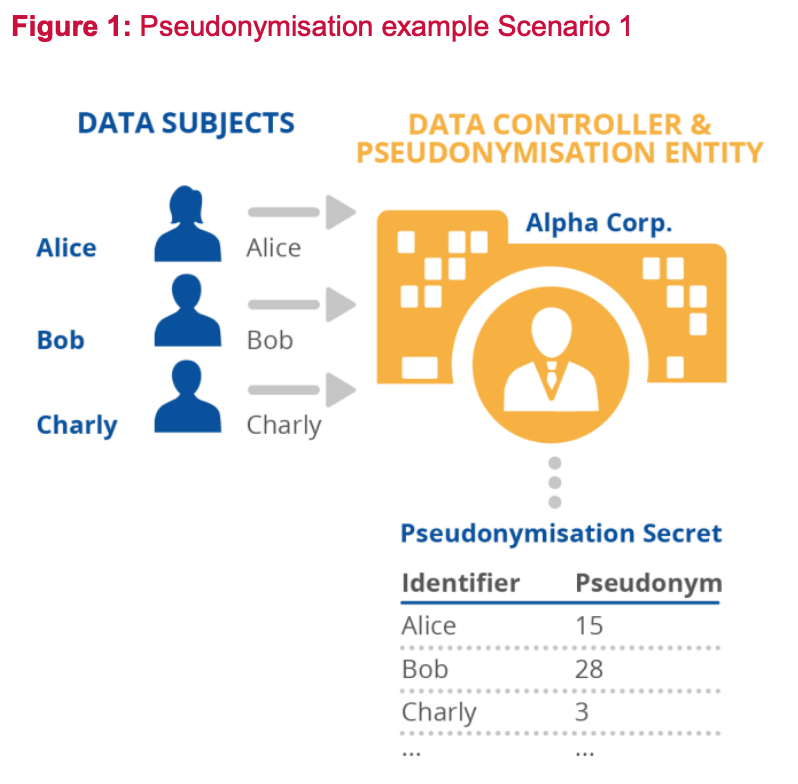 Figure 1: Pseudonymisation example Scenario 1
DATA SUBJECTS
DATA CONTROLLER &
PSEUDONYMISATION ENTITY
Alpha Corp.
Alice
Alice
Bob
Bob
Charly
Charly
Pseudonymisation Secret
Identifier Pseudonym
Alice 15
Bob 28
Charly 3
... ...